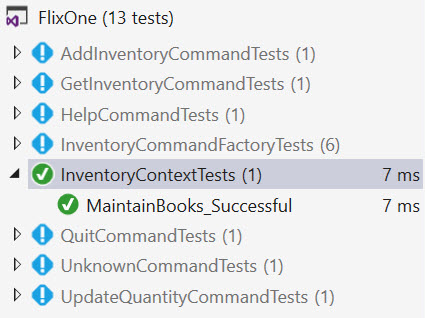 FlixOne (13 tests)
AddInventoryCommandTests (1)
GetInventoryCommandTests (1)
HelpCommandTests (1)
InventoryCommandFactoryTests (6)
InventoryContextTests (1) 7 ms
MaintainBooks_Successful 7 ms
QuitCommandTests (1)
UnknownCommandTests (1)
UpdateQuantityCommandTests (1)